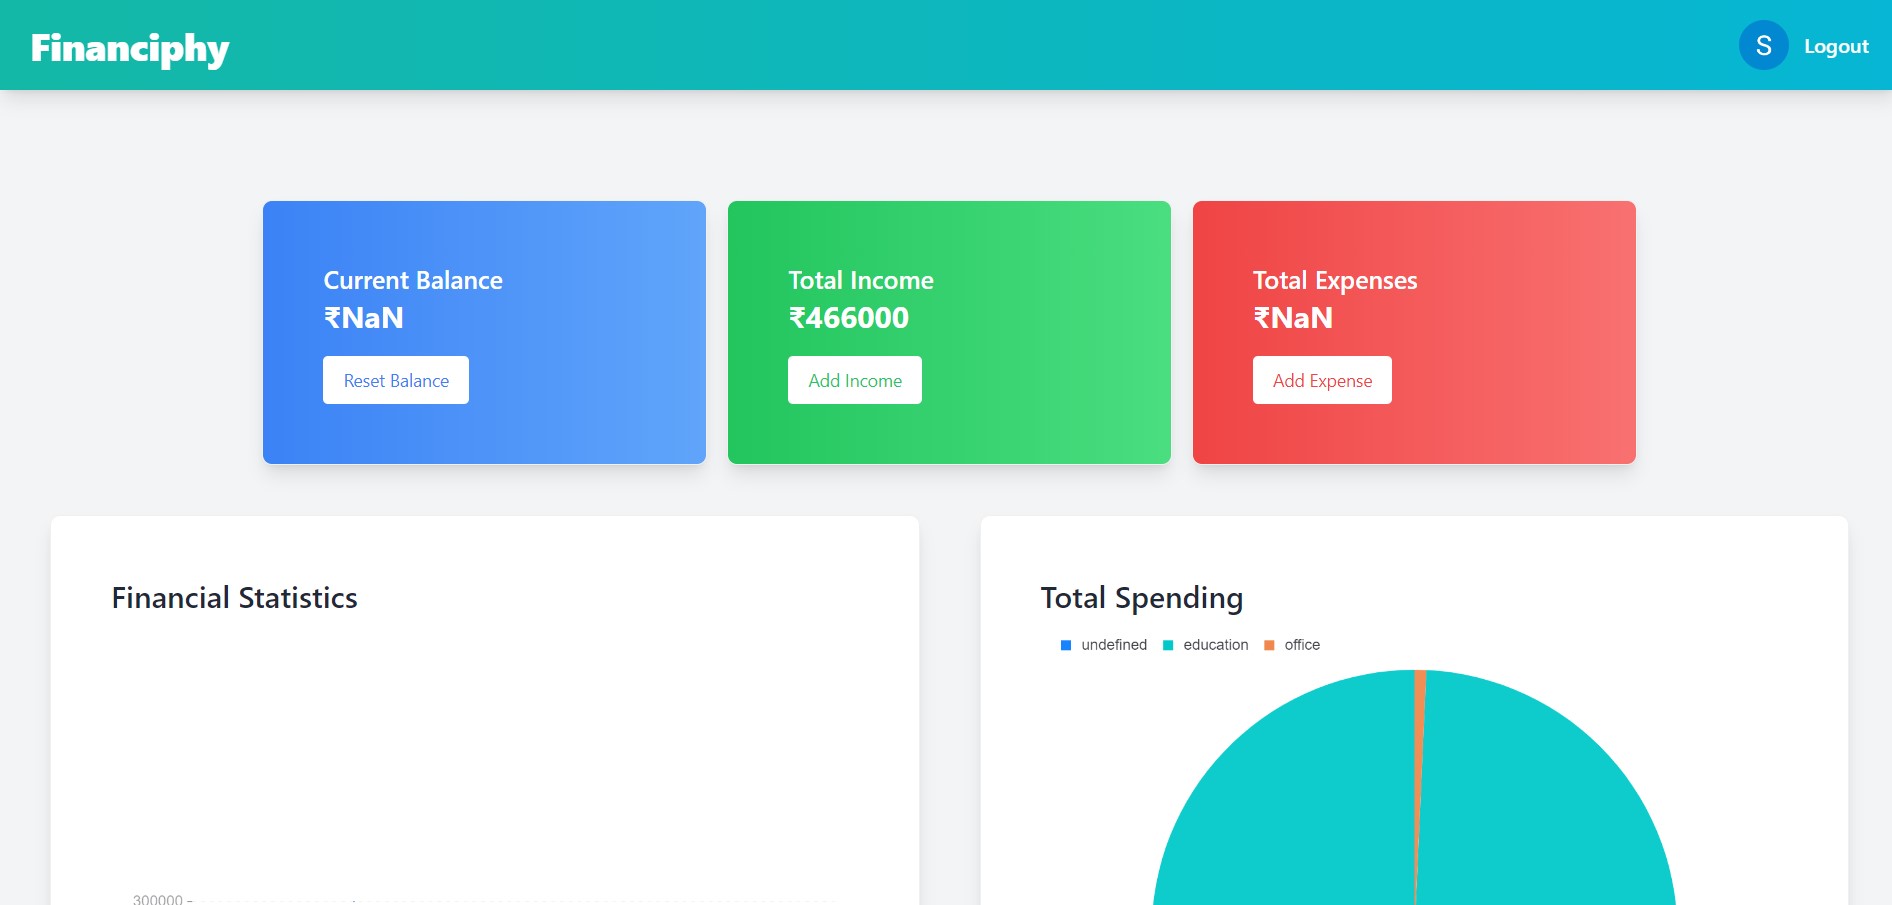 Financiphy
S Logout
Current Balance
₹NaN
Reset Balance
Total Income
₹466000
Add Income
Total Expenses
₹NaN
Add Expense
Financial Statistics
300000
Total Spending
undefined education office